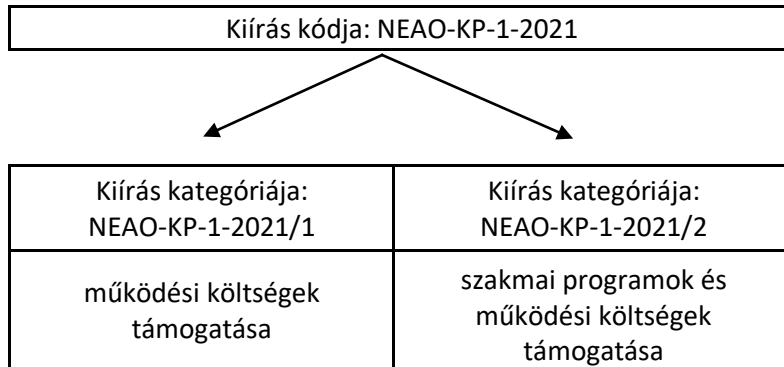 Kiírás kódja: NEAO-KP-1-2021
Kiírás kategóriája:
NEAO-KP-1-2021/1
Kiírás kategóriája:
NEAO-KP-1-2021/2
működési költségek
támogatása
szakmai programok és
működési költségek
támogatása